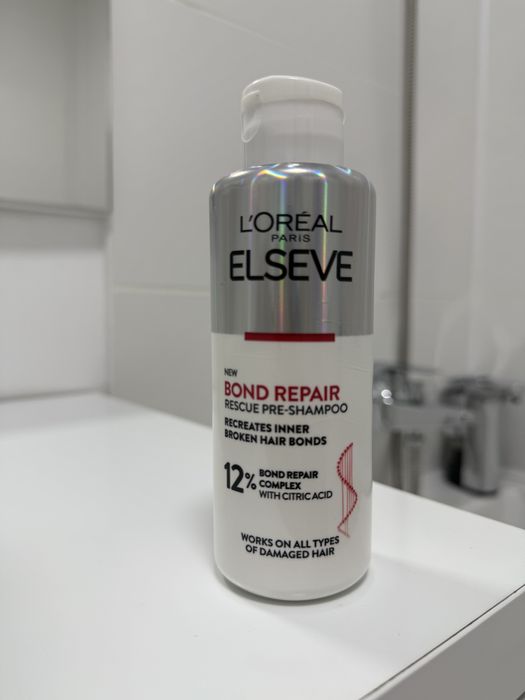 L'ORÉAL
PARIS
ELSEVE
NEW
BOND REPAIR
RESCUE PRE-SHAMPOO
RECREATES INNER
BROKEN HAIR BONDS
12% BOND REPAIR
COMPLEX
WITH CITRIC ACID
WORKS ON ALL TYPES
OF DAMAGED HAIR